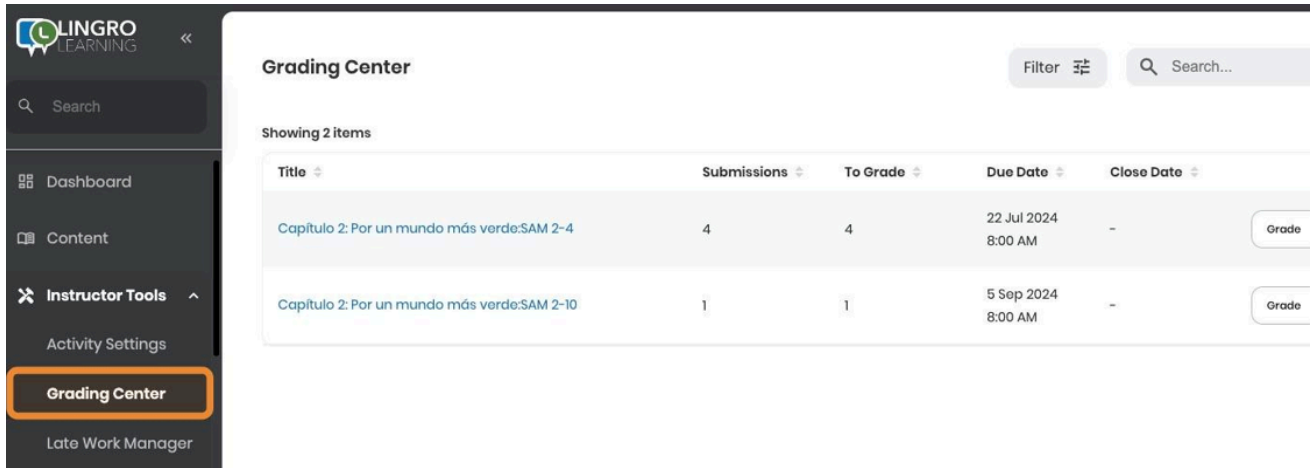 LINGRO
LEARNING
«
Search
Dashboard
Content
Instructor Tools
Activity Settings
Grading Center
Late Work Manager
Grading Center
Filter
Search...
Showing 2 items
Title Submissions To Grade Due Date Close Date
Capítulo 2: Por un mundo más verde:SAM 2-4 4 4 22 Jul 2024 - Grade
8:00 AM
Capítulo 2: Por un mundo más verde:SAM 2-10 1 1 5 Sep 2024 - Grade
8:00 AM